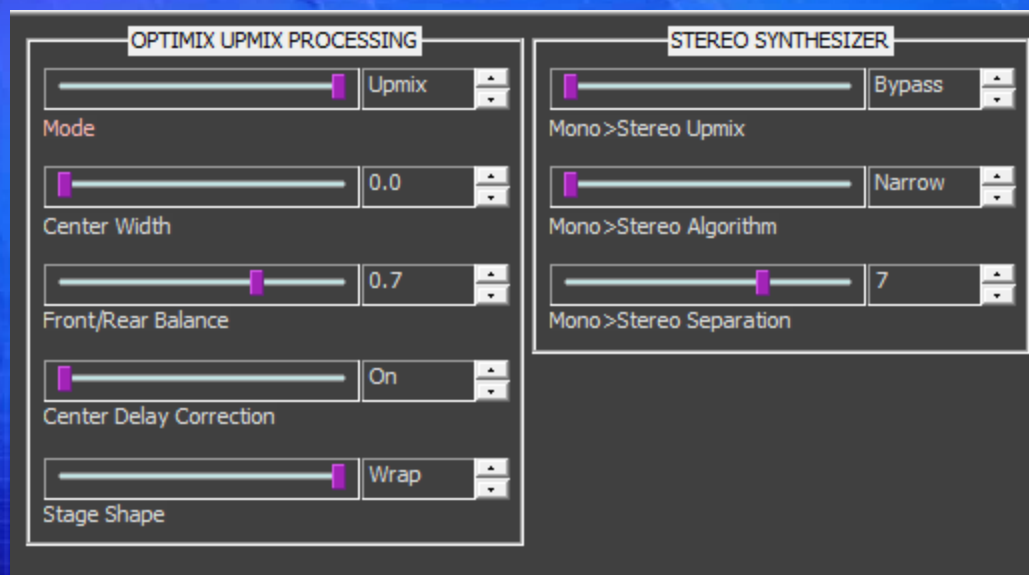 OPTIMIX UPMIX PROCESSING
Upmix
Mode
0.0
Center Width
0.7
Front/Rear Balance
On
Center Delay Correction
Wrap
Stage Shape
STEREO SYNTHESIZER
Bypass
Mono>Stereo Upmix
Narrow
Mono>Stereo Algorithm
7
Mono>Stereo Separation